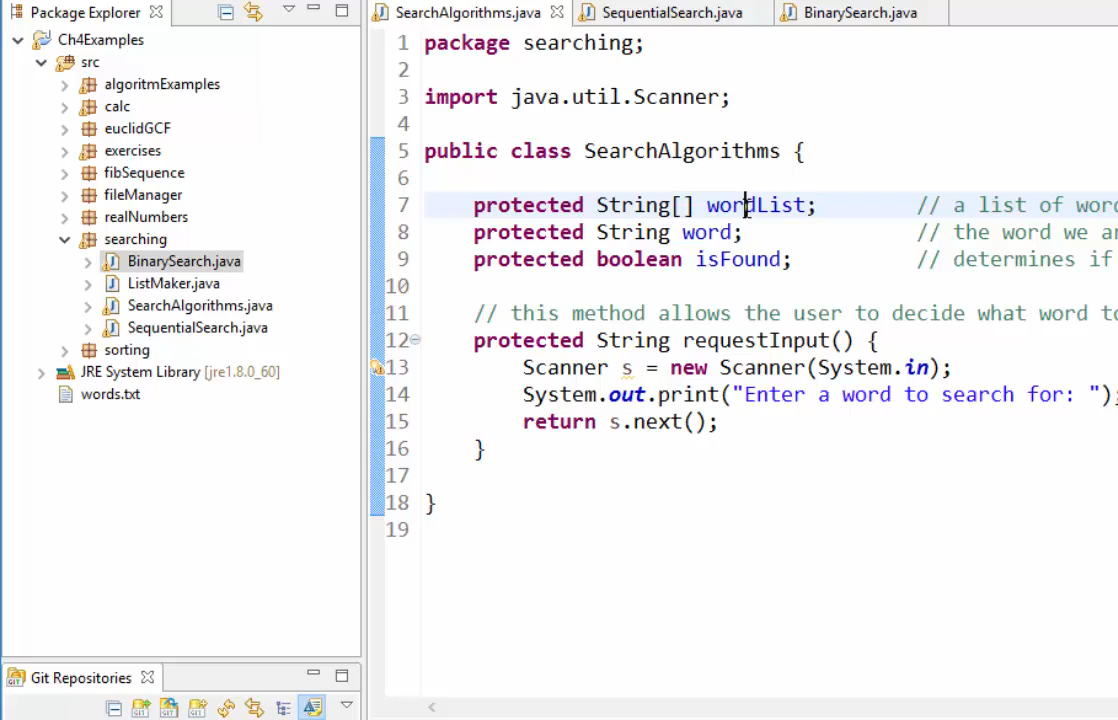 Package Explorer
Ch4Examples
src
algoritmExamples
calc
euclidGCF
exercises
fibSequence
fileManager
realNumbers
searching
BinarySearch.java
ListMaker.java
SearchAlgorithms.java
SequentialSearch.java
sorting
JRE System Library [jre1.8.0_60]
words.txt
Git Repositories
SearchAlgorithms.java SequentialSearch.java BinarySearch.java
1 package searching;
2
3 import java.util.Scanner;
4
5 public class SearchAlgorithms {
6
7 protected String[] wordList; // a list of word
8 protected String word; // the word we ar
9 protected boolean isFound; // determines if
10
11 // this method allows the user to decide what word to
12 protected String requestInput() {
13 Scanner s = new Scanner(System.in);
14 System.out.print("Enter a word to search for: ");
15 return s.next();
16 }
17
18 }
19